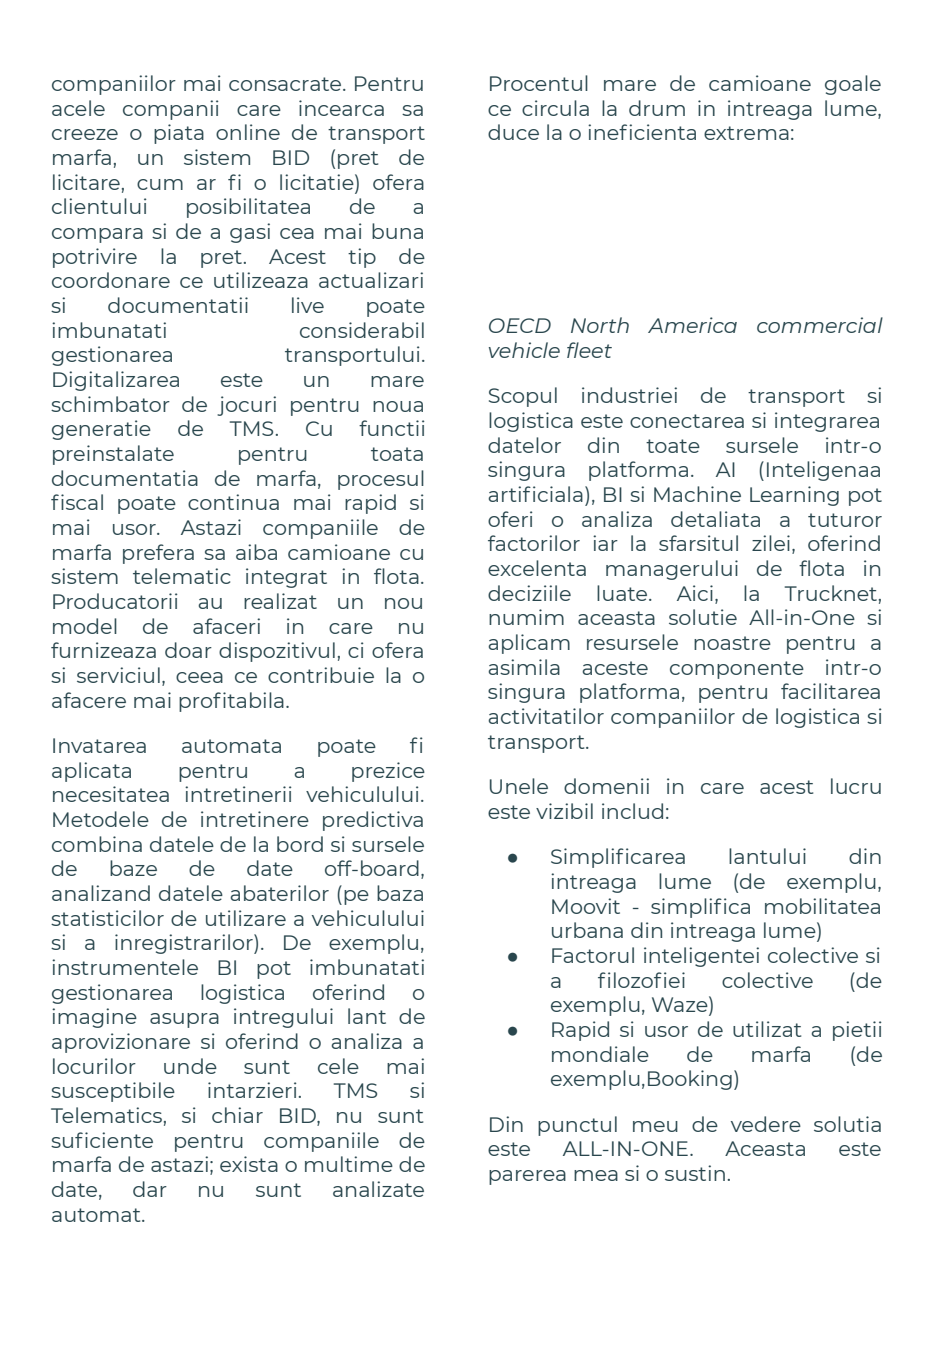 companiilor mai consacrate. Pentru
acele companii care incearca sa
creeze o piata online de transport
marfa, un sistem BID (pret de
licitare, cum ar fi o licitatie) ofera
clientului posibilitatea de a
compara si de a gasi cea mai buna
potrivire la pret. Acest tip de
coordonare ce utilizeaza actualizari
si documentatii live poate
imbunatati considerabil
gestionarea transportului.
Digitalizarea este un mare
schimbator de jocuri pentru noua
generatie de TMS. Cu functii
preinstalate pentru toata
documentatia de marfa, procesul
fiscal poate continua mai rapid si
mai usor. Astazi companiile de
marfa prefera sa aiba camioane cu
sistem telematic integrat in flota.
Producatorii au realizat un nou
model de afaceri in care nu
furnizeaza doar dispozitivul, ci ofera
si serviciul, ceea ce contribuie la o
afacere mai profitabila.
Invatarea automata poate fi
aplicata pentru a prezice
necesitatea intretinerii vehiculului.
Metodele de intretinere predictiva
combina datele de la bord si sursele
de baze de date off-board,
analizand datele abaterilor (pe baza
statisticilor de utilizare a vehiculului
si a inregistrarilor). De exemplu,
instrumentele BI pot imbunatati
gestionarea logistica oferind o
imagine asupra intregului lant de
aprovizionare si oferind o analiza a
locurilor unde sunt cele mai
susceptibile intarzieri. TMS si
Telematics, si chiar BID, nu sunt
suficiente pentru companiile de
marfa de astazi; exista o multime de
date, dar nu sunt analizate
automat.
Procentul mare de camioane goale
ce circula la drum in intreaga lume,
duce la o ineficienta extrema:
OECD North America commercial
vehicle fleet
Scopul industriei de transport si
logistica este conectarea si integrarea
datelor din toate sursele intr-o
singura platforma. AI (Inteligenaa
artificiala), BI si Machine Learning pot
oferi o analiza detaliata a tuturor
factorilor iar la sfarsitul zilei, oferind
excelenta managerului de flota in
deciziile luate. Aici, la Trucknet,
numim aceasta solutie All-in-One si
aplicam resursele noastre pentru a
asimila aceste componente intr-o
singura platforma, pentru facilitarea
activitatilor companiilor de logistica si
transport.
Unele domenii in care acest lucru
este vizibil includ:
● Simplificarea lantului din
intreaga lume (de exemplu,
Moovit - simplifica mobilitatea
urbana din intreaga lume)
● Factorul inteligentei colective si
a filozofiei colective (de
exemplu, Waze)
● Rapid si usor de utilizat a pietii
mondiale de marfa (de
exemplu,Booking)
Din punctul meu de vedere solutia
este ALL-IN-ONE. Aceasta este
parerea mea si o sustin.